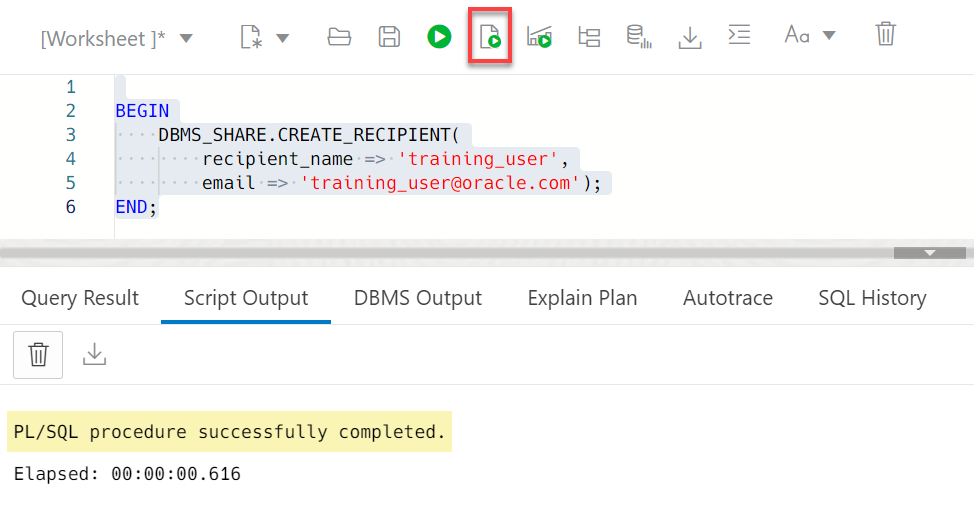 [Worksheet ]*
Aa
1
2 BEGIN
3 DBMS_SHARE.CREATE_RECIPIENT(
4 recipient_name => 'training_user',
5 email => 'training_user@oracle.com');
6 END;
Query Result Script Output DBMS Output Explain Plan Autotrace SQL History
PL/SQL procedure successfully completed.
Elapsed: 00:00:00.616